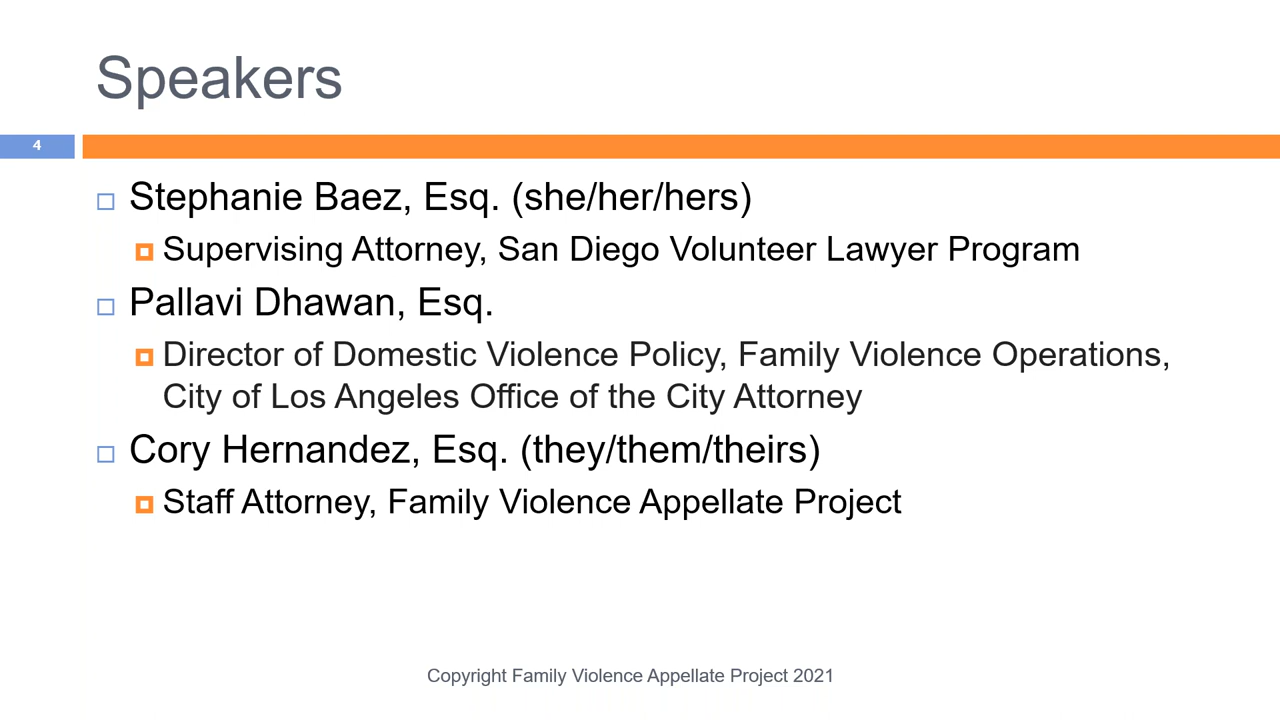 Speakers
4
Stephanie Baez, Esq. (she/her/hers)
Supervising Attorney, San Diego Volunteer Lawyer Program
Pallavi Dhawan, Esq.
Director of Domestic Violence Policy, Family Violence Operations,
City of Los Angeles Office of the City Attorney
Cory Hernandez, Esq. (they/them/theirs)
Staff Attorney, Family Violence Appellate Project
Copyright Family Violence Appellate Project 2021